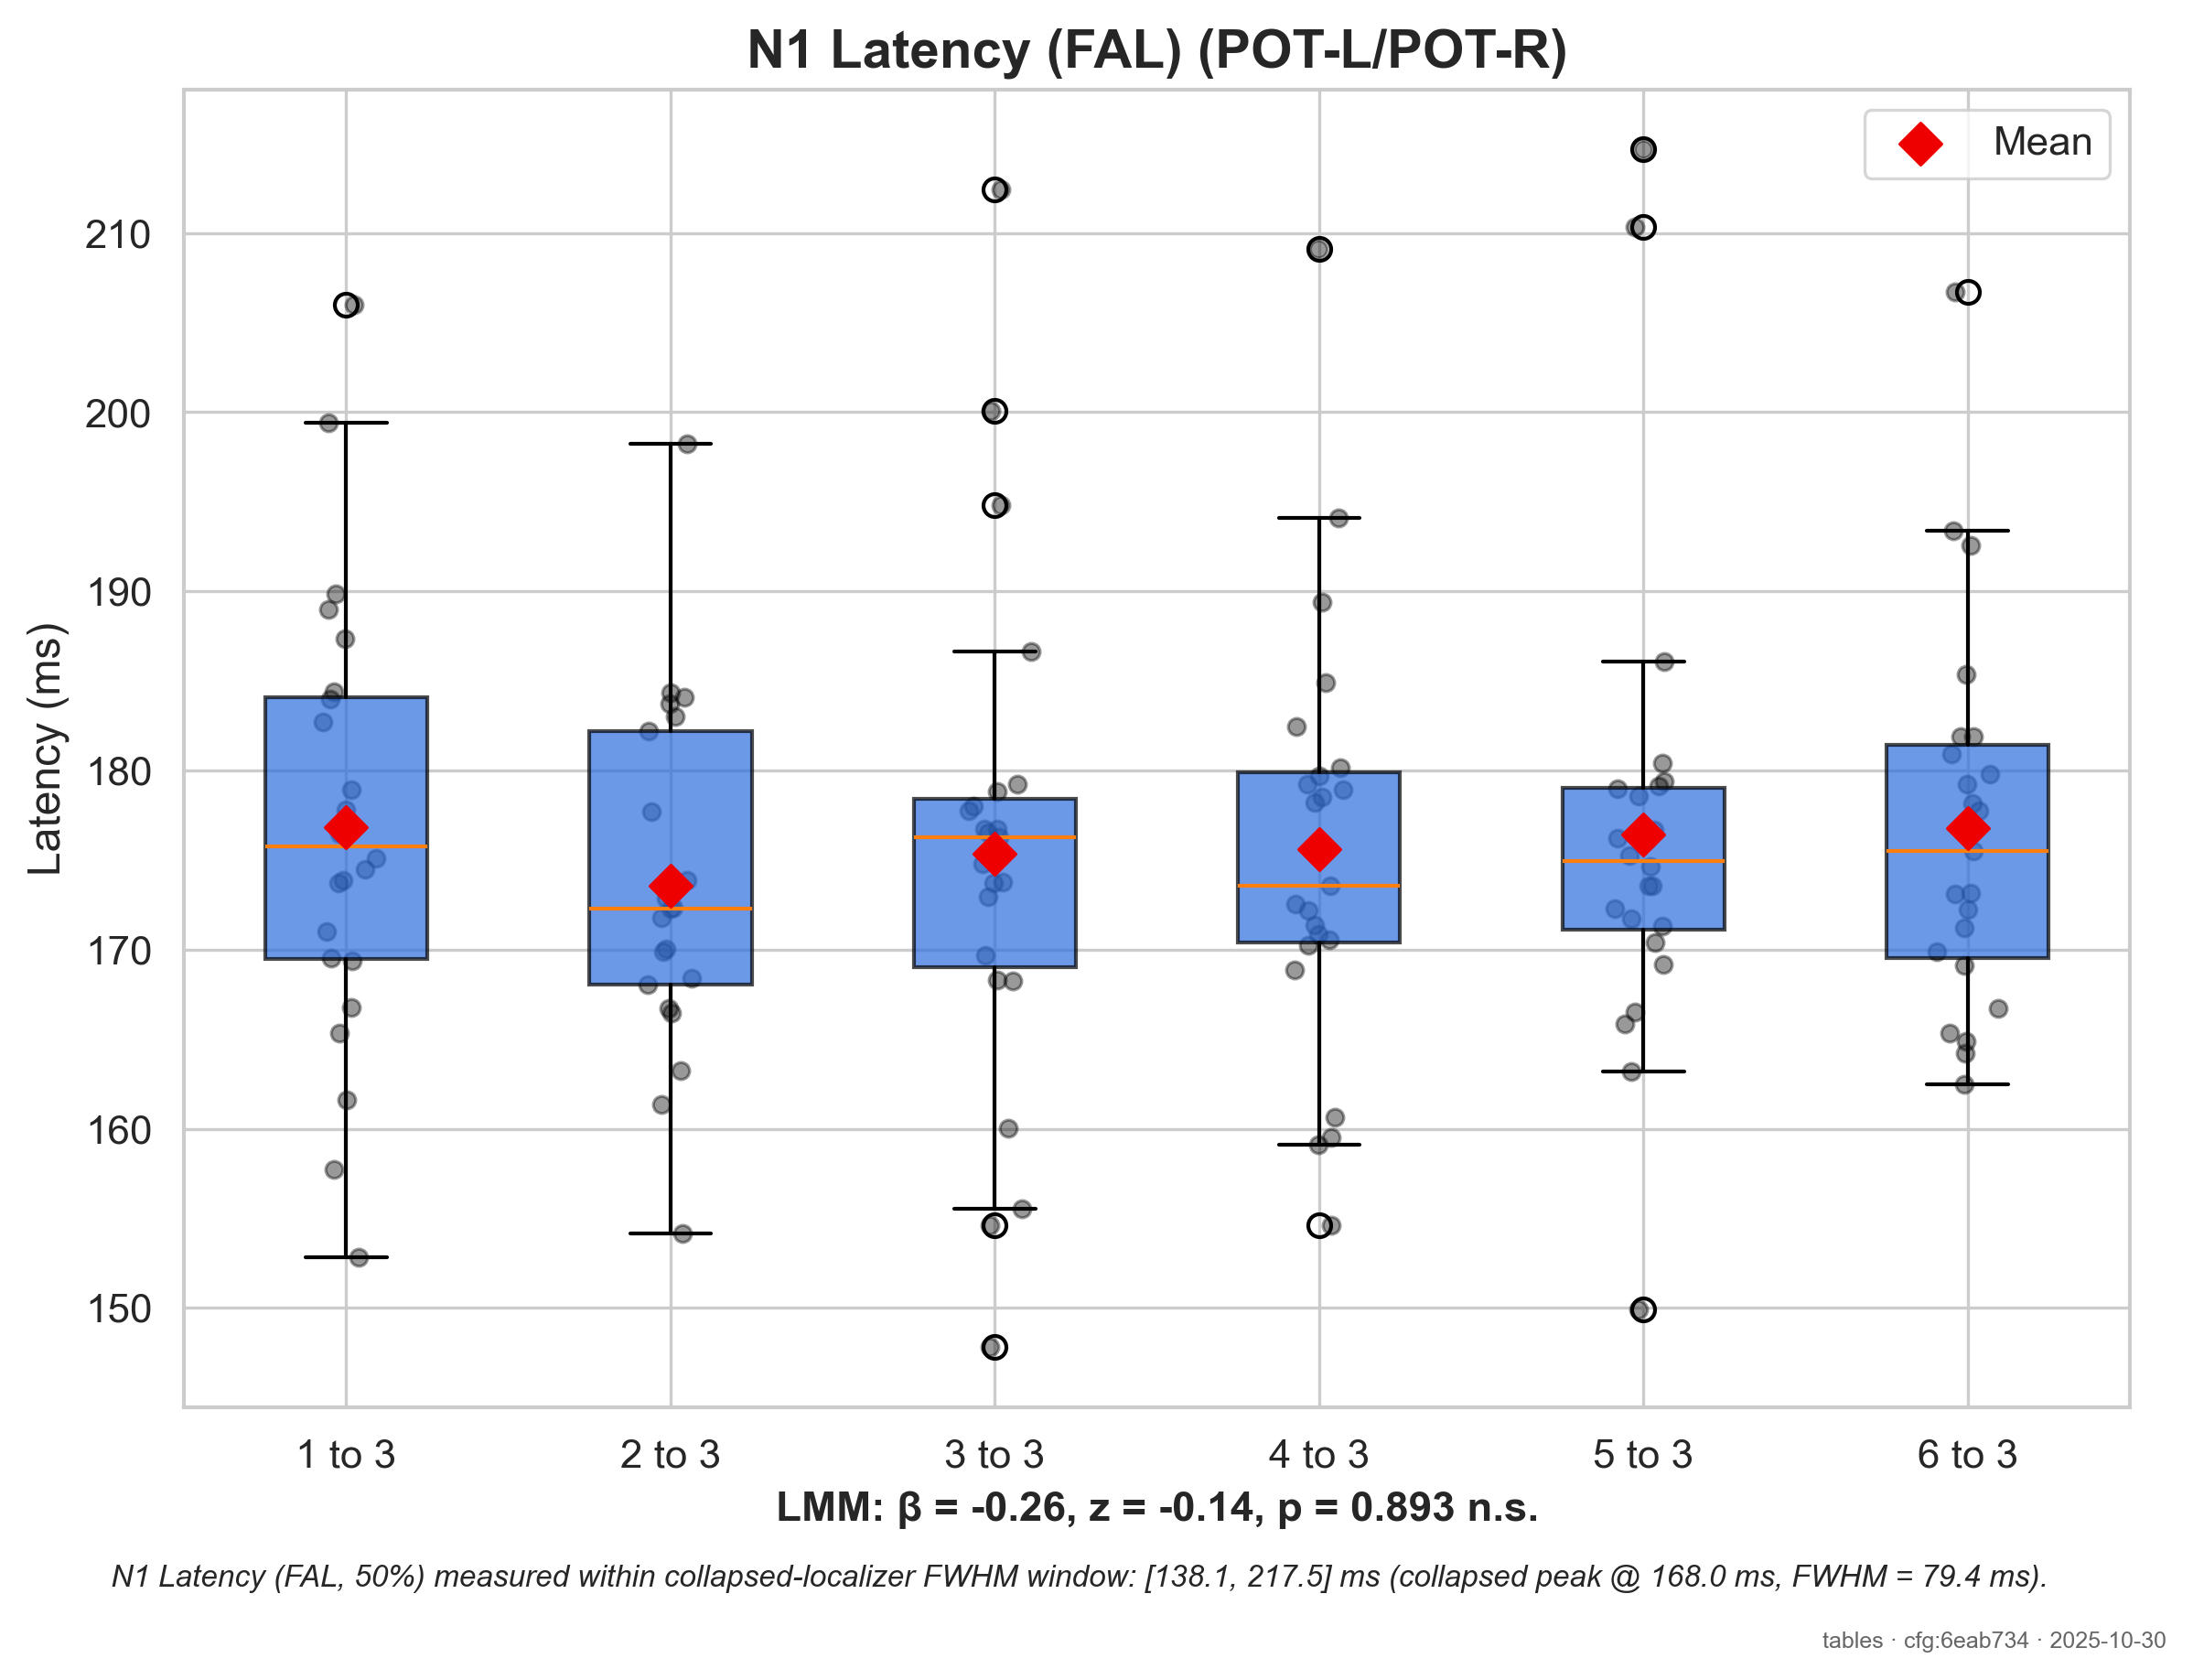 N1 Latency (FAL) (POT-L/POT-R)
Mean
Latency (ms)
210
200
190
180
170
160
150
1 to 3
2 to 3
3 to 3
4 to 3
5 to 3
6 to 3
LMM: β = -0.26, z = -0.14, p = 0.893 n.s.
N1 Latency (FAL, 50%) measured within collapsed-localizer FWHM window: [138.1, 217.5] ms (collapsed peak @ 168.0 ms, FWHM = 79.4 ms).
tables · cfg:6eab734 · 2025-10-30